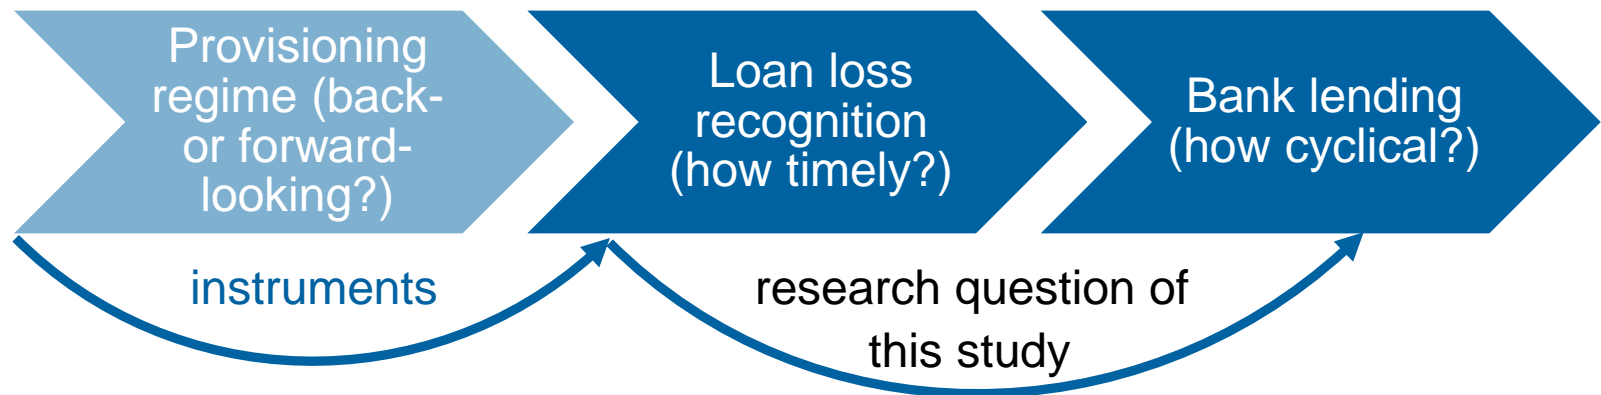 Provisioning
regime (back-
or forward-
looking?)
Loan loss
recognition
(how timely?)
Bank lending
(how cyclical?)
instruments
research question of
this study